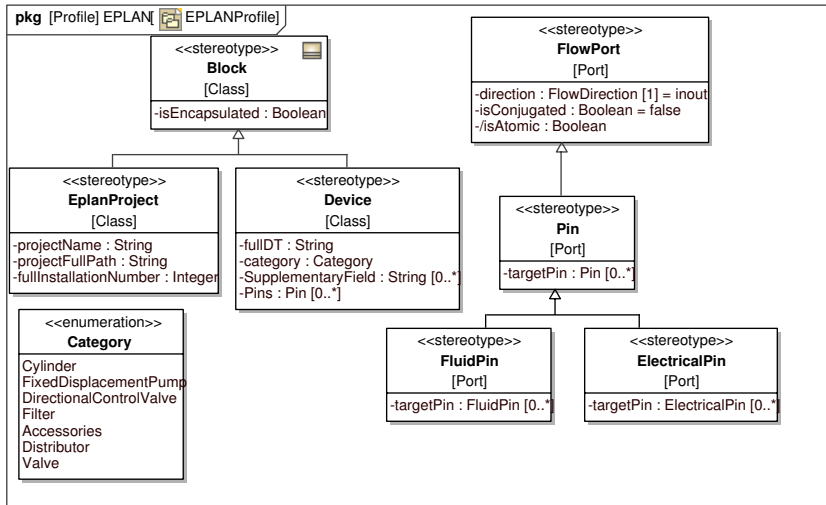 pkg [Profile] EPLAN[ EPLANProfile]
<<stereotype>>
Block
[Class]
-isEncapsulated : Boolean
<<stereotype>>
FlowPort
[Port]
-direction : FlowDirection [1] = inout
-isConjugated : Boolean = false
-/isAtomic : Boolean
<<stereotype>>
EplanProject
[Class]
-projectName : String
-projectFullPath : String
-fullInstallationNumber : Integer
<<stereotype>>
Device
[Class]
-fullDT : String
-category : Category
-SupplementaryField : String [0..*]
-Pins : Pin [0..*]
<<stereotype>>
Pin
[Port]
-targetPin : Pin [0..*]
<<enumeration>>
Category
Cylinder
FixedDisplacementPump
DirectionalControlValve
Filter
Accessories
Distributor
Valve
<<stereotype>>
FluidPin
[Port]
-targetPin : FluidPin [0..*]
<<stereotype>>
ElectricalPin
[Port]
-targetPin : ElectricalPin [0..*]